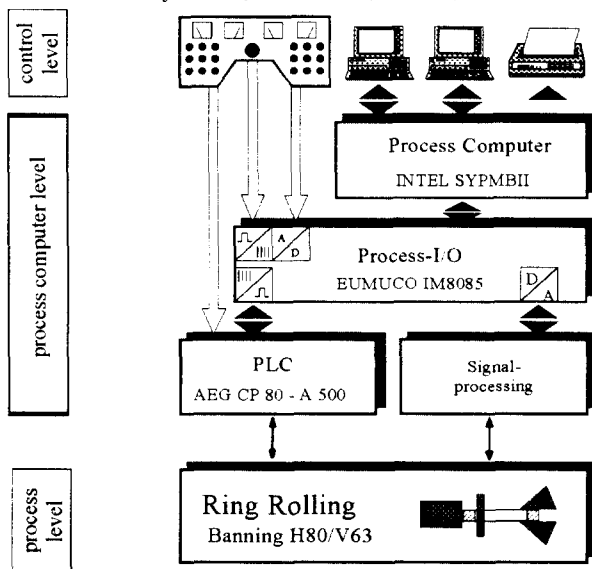 control
level
process computer level
process
level
Process Computer
INTEL SYPMBII
A
D
Process-I/O
EUMUCO IM8085
D
A
PLC
AEG CP 80 - A 500
Signal-
processing
Ring Rolling
Banning H80/V63